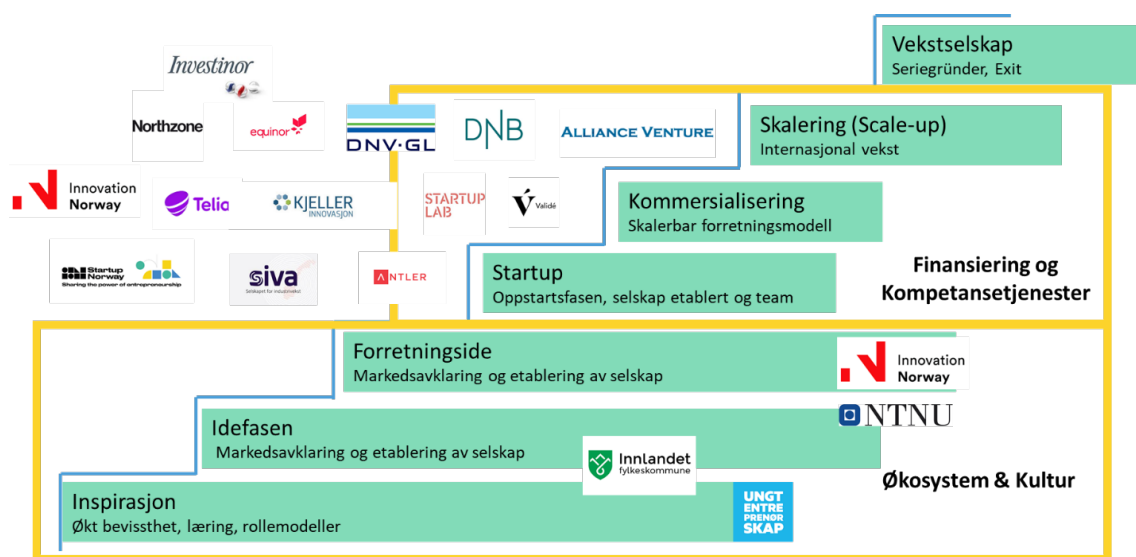 Vekstselskap
Seriegründer, Exit
Investinor
Northzone
equinor
DNV·GL
DNB
ALLIANCE VENTURE
Skalering (Scale-up)
Internasjonal vekst
Innovation
Norway
Telia
KJELLER
INNOVASJON
STARTUP
LAB
Validé
Kommersialisering
Skalerbar forretningsmodell
Startup
Norway
Sharing the power of entrepreneurship
siva
Selskapet for industrivekst
ANTLER
Startup
Oppstartsfasen, selskap etablert og team
Finansiering og
Kompetansetjenester
Forretningside
Markedsavklaring og etablering av selskap
Innovation
Norway
NTNU
Idefasen
Markedsavklaring og etablering av selskap
Innlandet
fylkeskommune
Økosystem & Kultur
Inspirasjon
Økt bevissthet, læring, rollemodeller
UNGT
ENTRE
PRENØR
SKAP